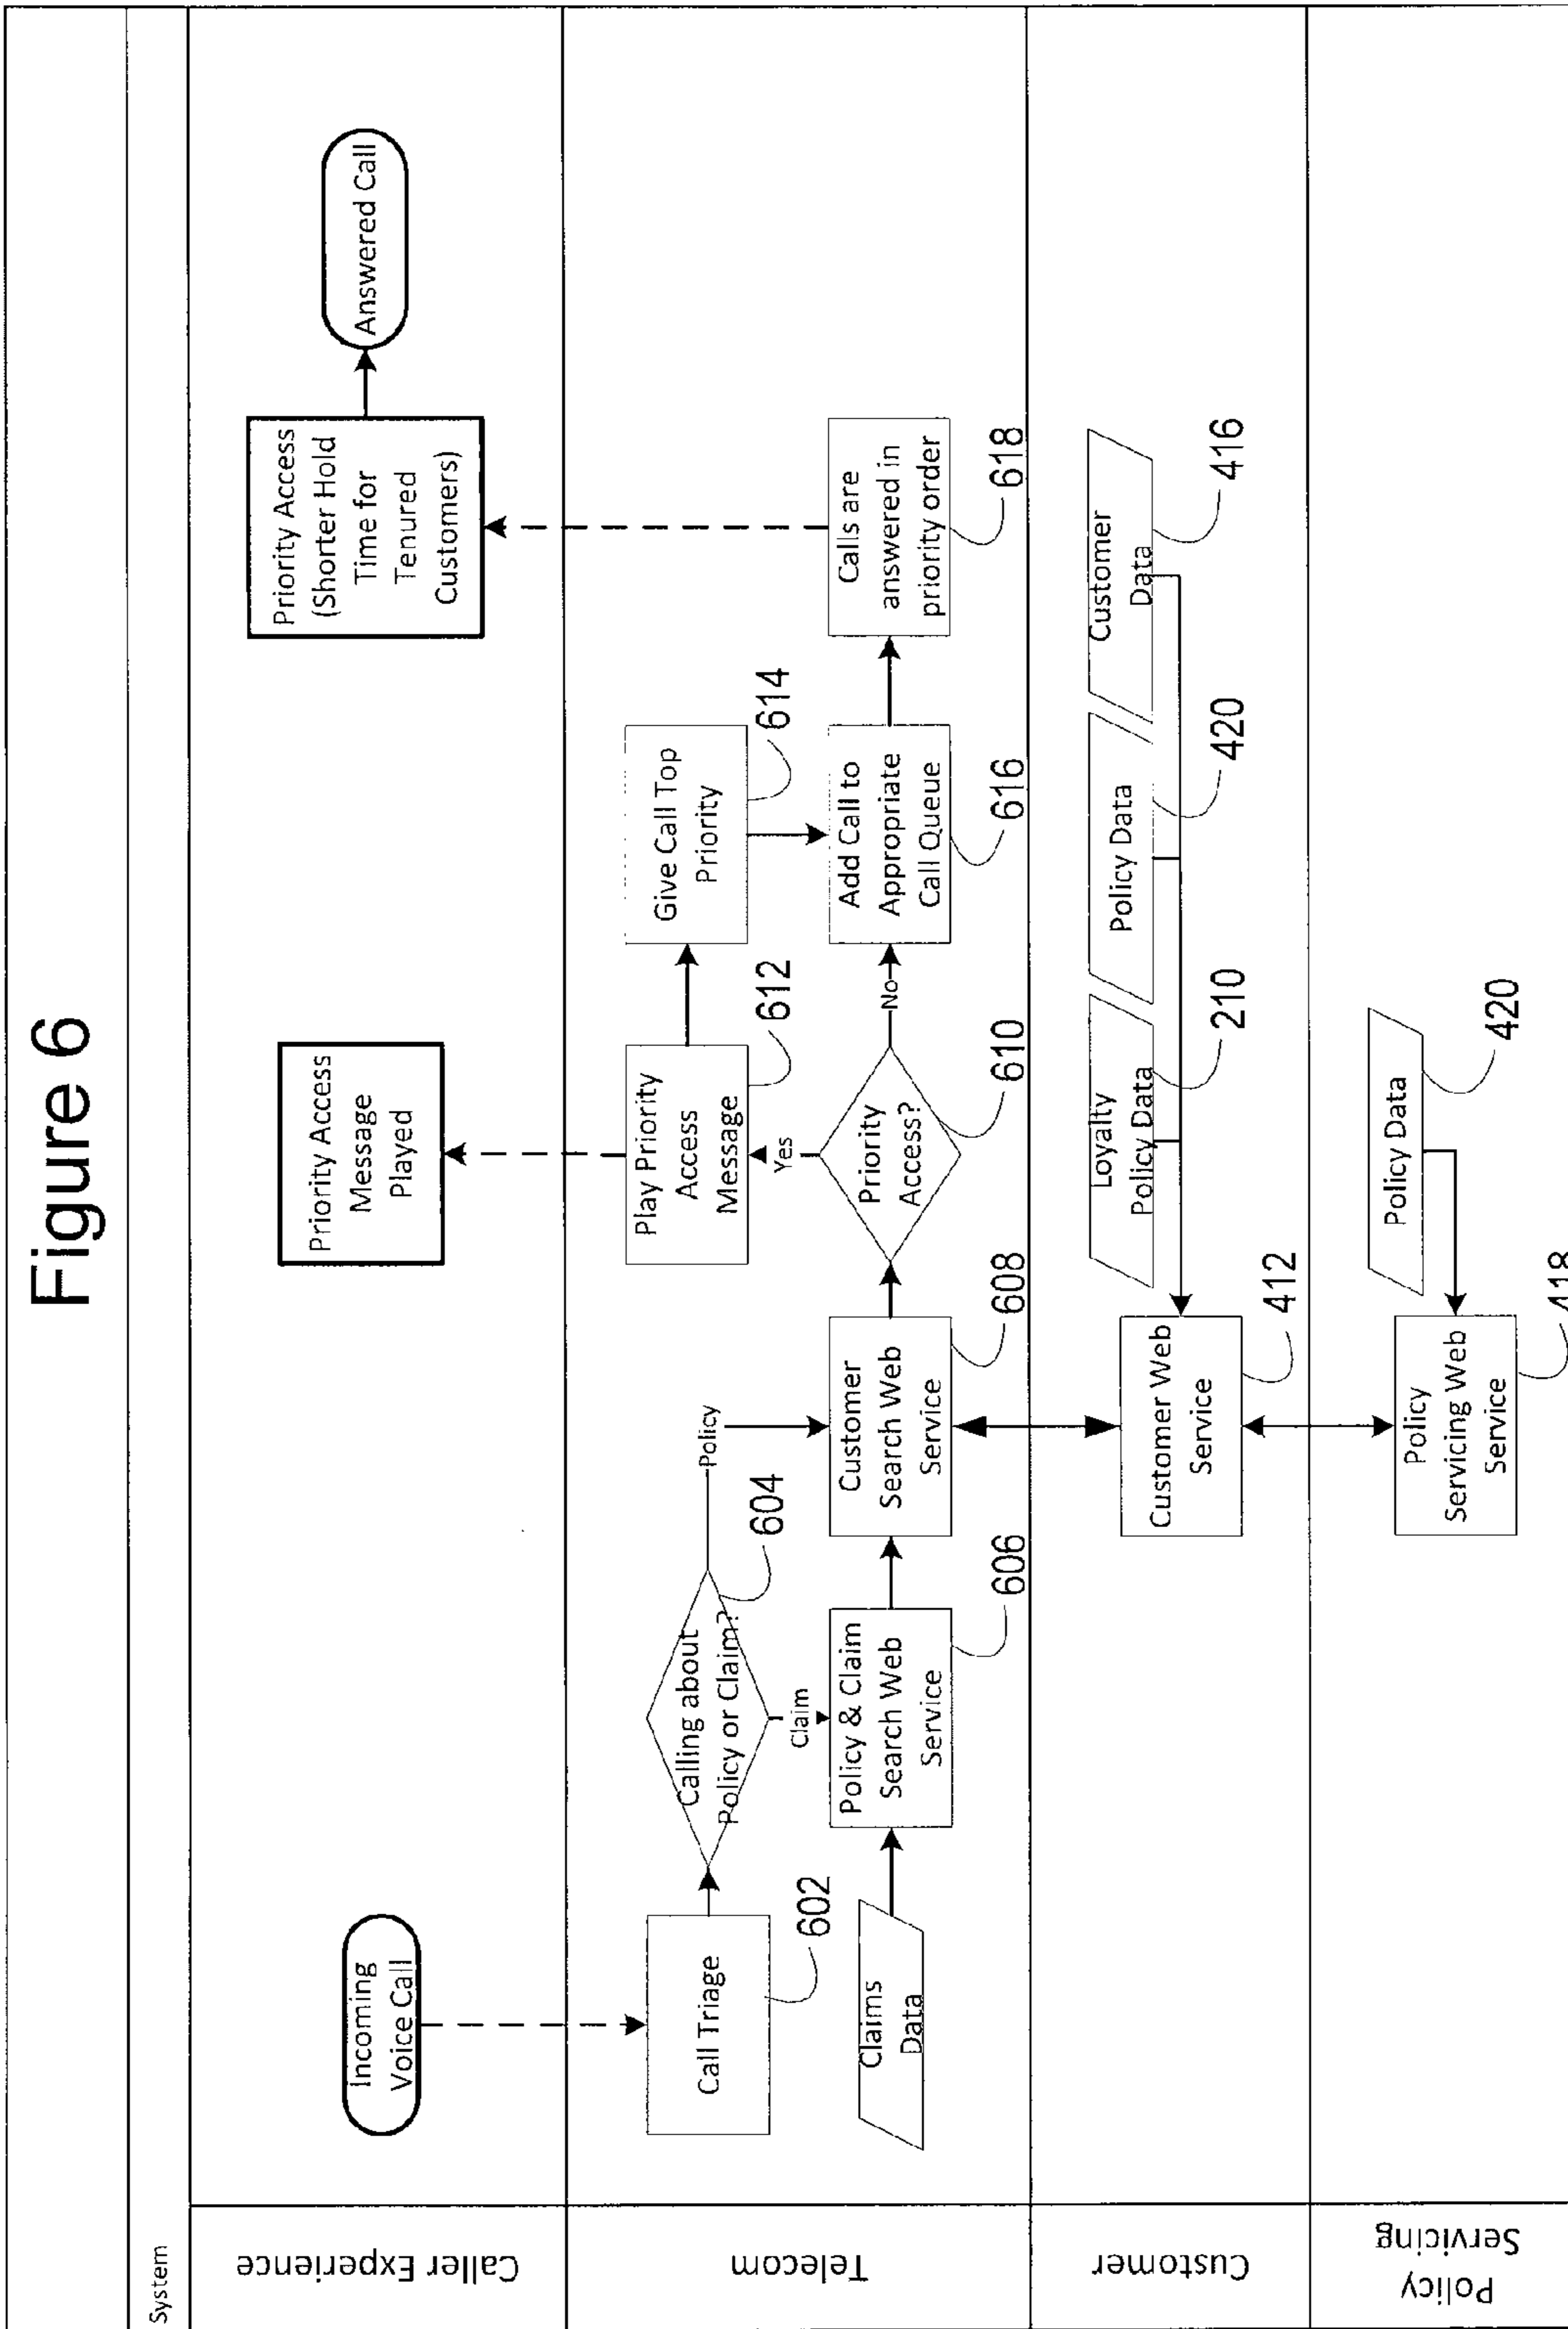 Figure 6
System
Caller Experience
Incoming
Voice Call
Priority Access
Message
Played
Priority Access
(Shorter Hold
Time for
Tenured
Customers)
Answered Call
Telecom
Call Triage
602
Calling about
Policy or Claim?
604
Policy
Claim
Claims
Data
Policy & Claim
Search Web
Service
606
Customer
Search Web
Service
608
Priority
Access?
610
Yes
No
Play Priority
Access
Message
612
Give Call Top
Priority
614
Add Call to
Appropriate
Call Queue
616
Calls are
answered in
priority order
618
Customer
Customer Web
Service
412
Loyalty
Policy Data
210
Policy Data
420
Customer
Data
416
Policy
Servicing
Policy
Servicing Web
Service
418
Policy Data
420